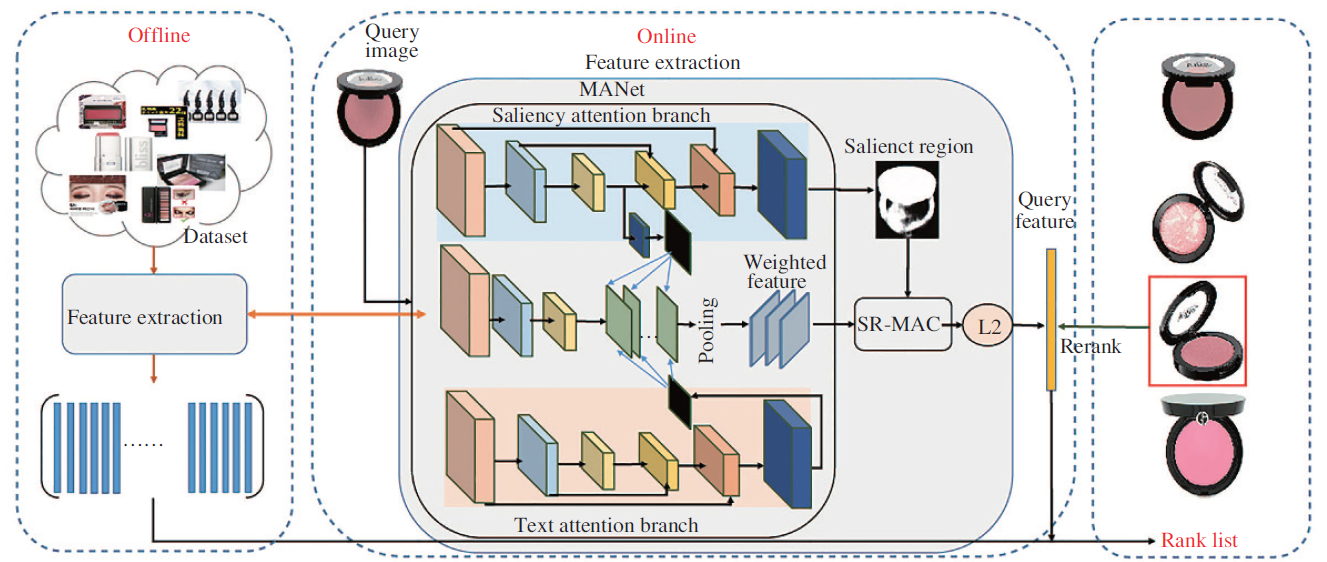 Offline
Dataset
Feature extraction
......
Query
image
Online
Feature extraction
MANet
Saliency attention branch
Salienct region
Weighted
feature
Pooling
...
SR-MAC
L2
Text attention branch
Query
feature
Rerank
Rank list
bliss